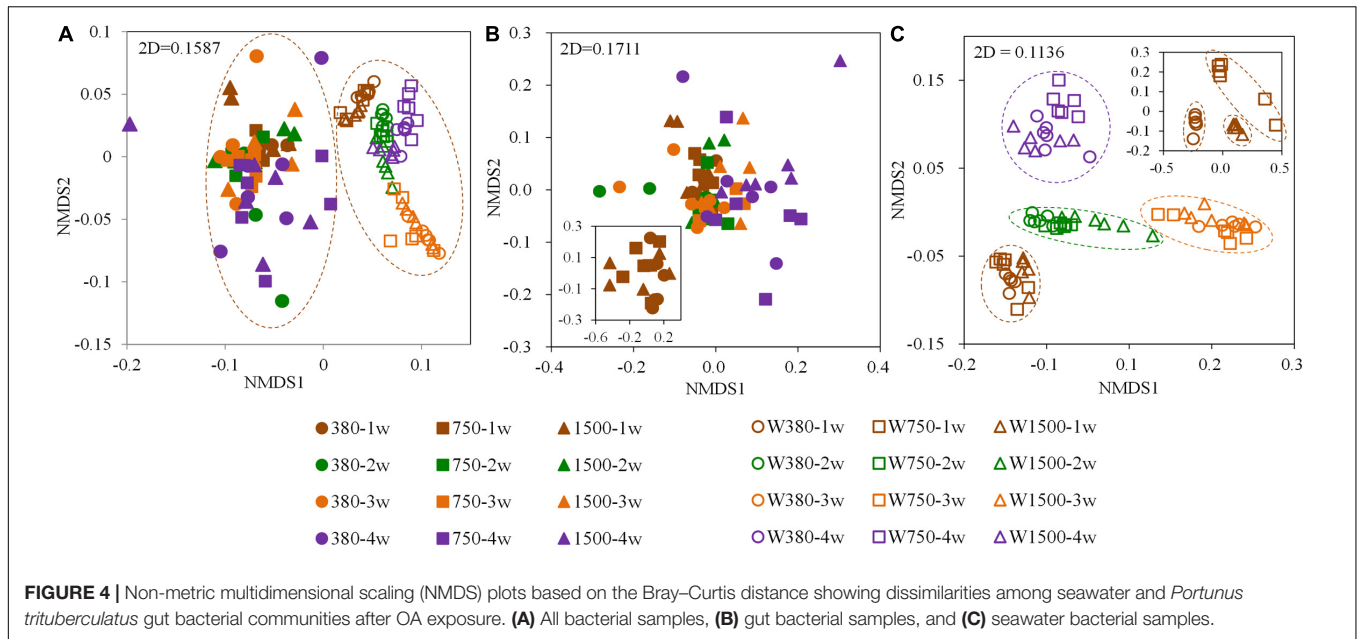 A
2D=0.1587
0.1
0.05
0
-0.05
-0.1
-0.15
-0.2
-0.1
0
0.1
NMDS2
NMDS1
B
2D=0.1711
0.3
0.2
0.1
0.0
-0.1
-0.2
-0.3
-0.2
0.0
0.2
0.4
NMDS1
0.3
0.1
-0.1
-0.3
-0.6
-0.2
0.2
C
2D = 0.1136
0.15
0.05
-0.05
-0.15
-0.2
-0.1
0.1
0.2
0.3
NMDS1
0.3
0.2
0.1
0.0
-0.1
-0.2
-0.5
0.0
0.5
380-1w 750-1w 1500-1w W380-1w W750-1w W1500-1w
380-2w 750-2w 1500-2w W380-2w W750-2w W1500-2w
380-3w 750-3w 1500-3w W380-3w W750-3w W1500-3w
380-4w 750-4w 1500-4w W380-4w W750-4w W1500-4w
FIGURE 4 | Non-metric multidimensional scaling (NMDS) plots based on the Bray–Curtis distance showing dissimilarities among seawater and Portunus
trituberculatus gut bacterial communities after OA exposure. (A) All bacterial samples, (B) gut bacterial samples, and (C) seawater bacterial samples.